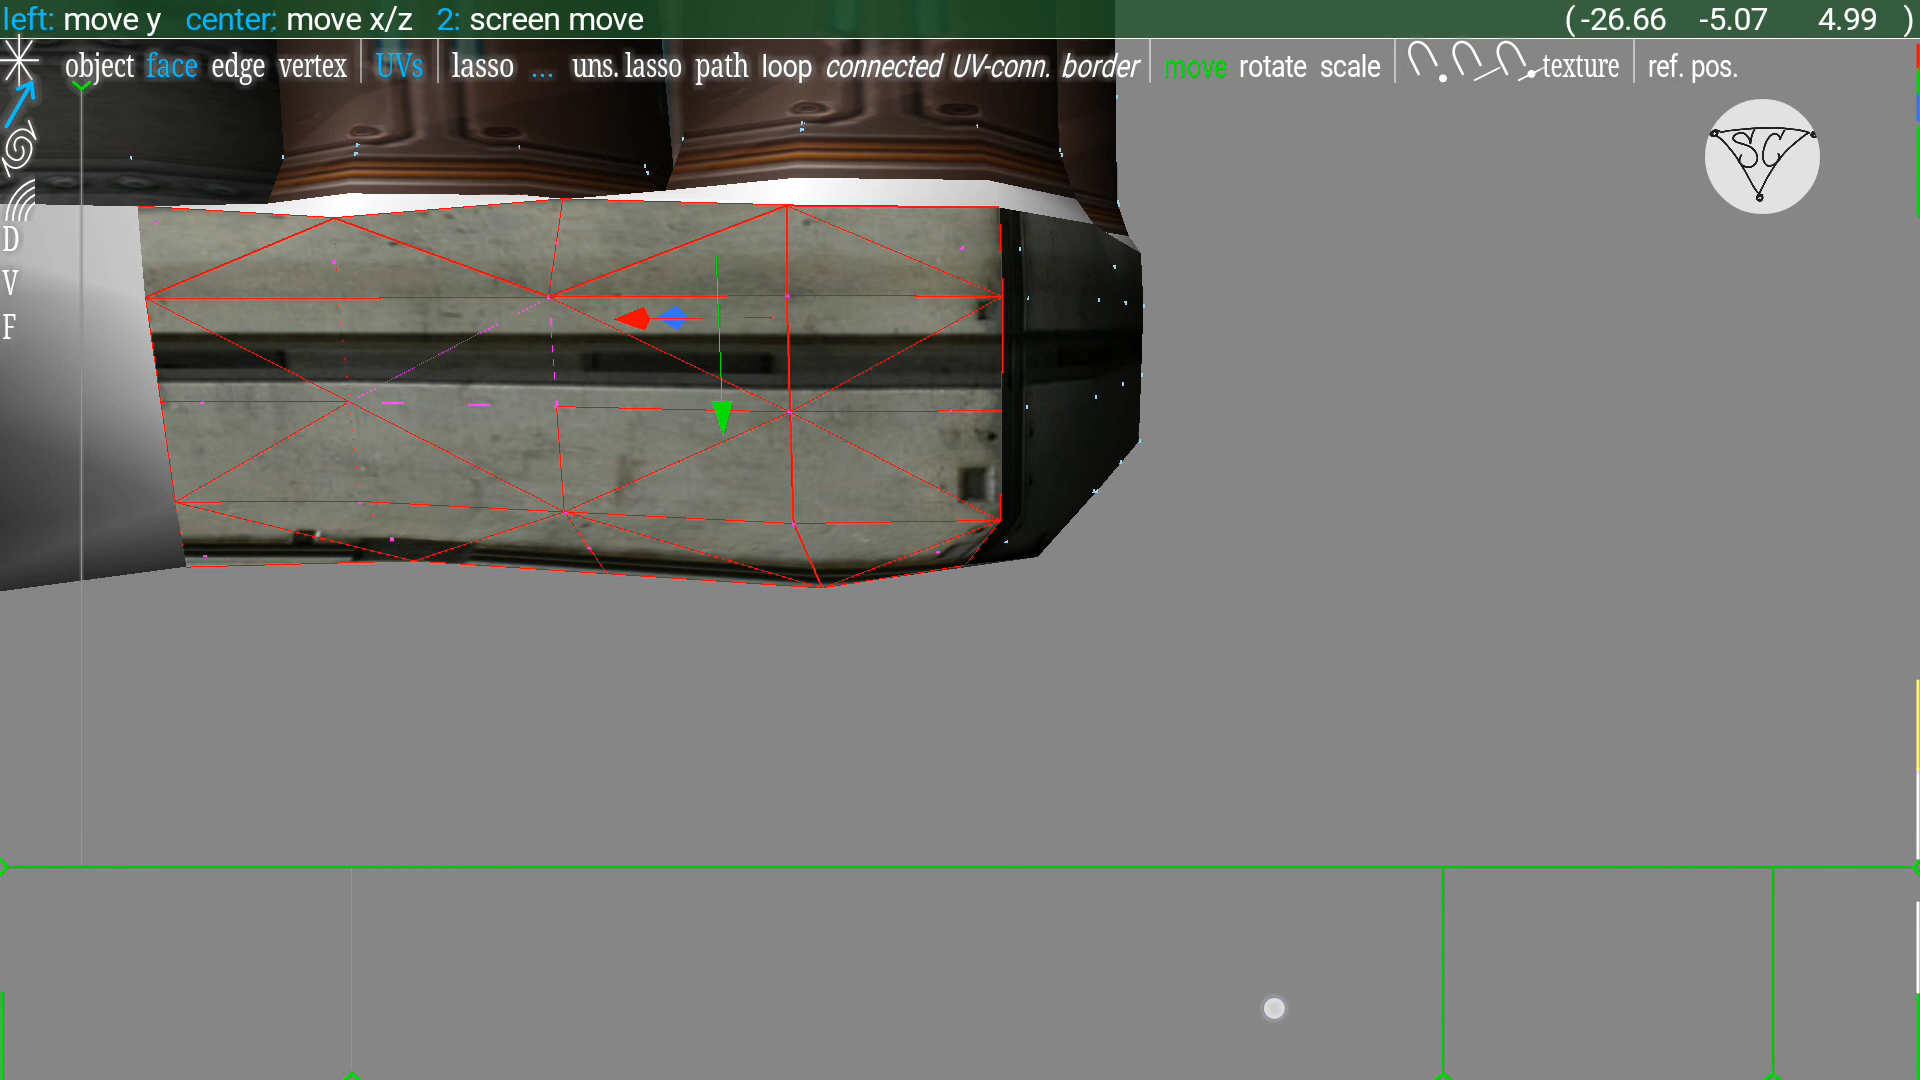 left: move y center: move x/z 2: screen move (-26.66 -5.07 4.99 )
object face edge vertex UVs lasso ... uns. lasso path loop connected UV-conn. border move rotate scale texture ref. pos.
SC
D
V
F